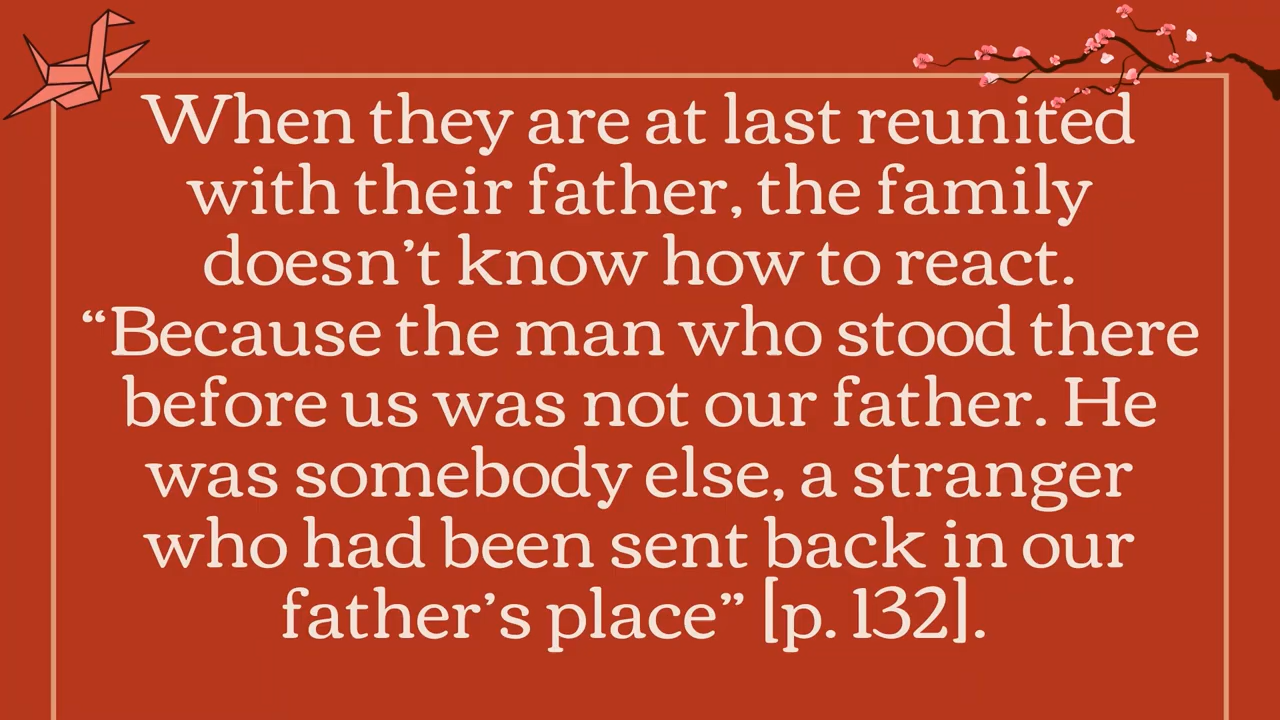 When they are at last reunited
with their father, the family
doesn’t know how to react.
“Because the man who stood there
before us was not our father. He
was somebody else, a stranger
who had been sent back in our
father’s place” [p. 132].